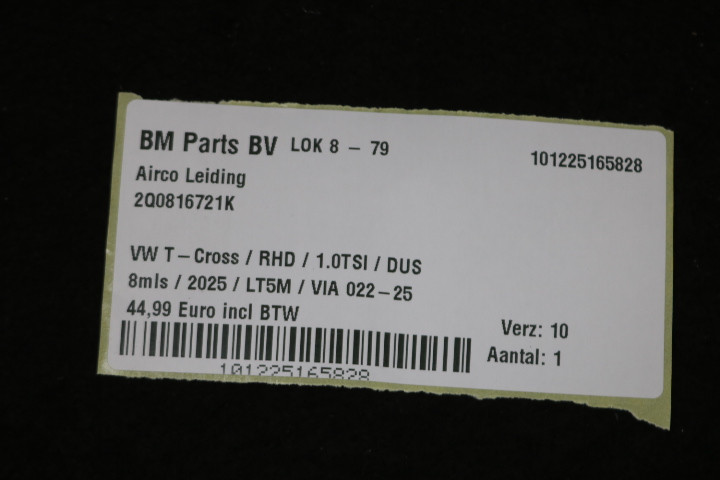 BM Parts BV LOK 8 - 79
101225165828
Airco Leiding
2Q0816721K
VW T-Cross / RHD / 1.0TSI / DUS
8mls / 2025 / LT5M / VIA 022-25
44,99 Euro incl BTW
Verz: 10
Aantal: 1
101225165828